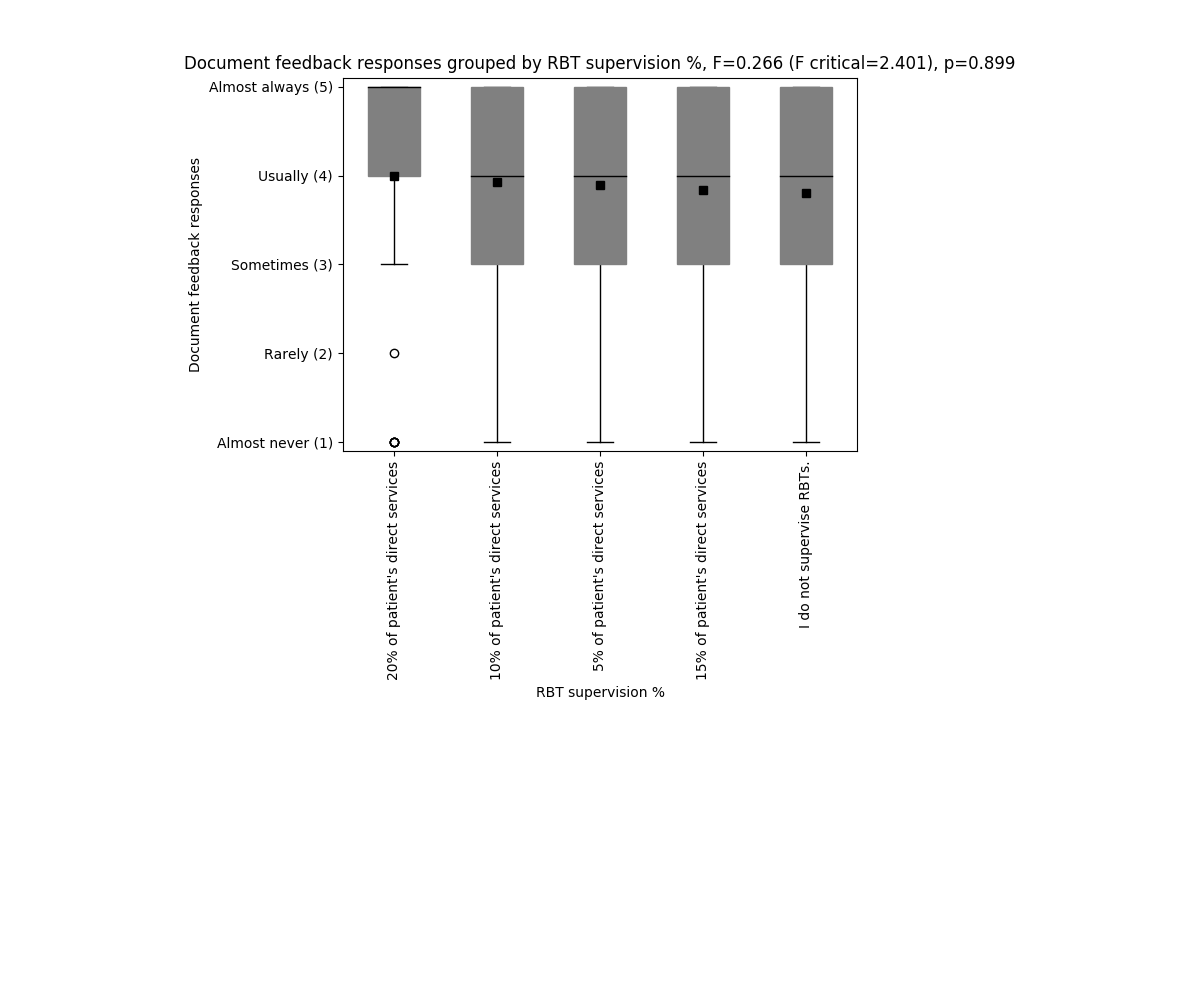 Document feedback responses grouped by RBT supervision %, F=0.266 (F critical=2.401), p=0.899
Document feedback responses
Almost always (5)
Usually (4)
Sometimes (3)
Rarely (2)
Almost never (1)
20% of patient's direct services
10% of patient's direct services
5% of patient's direct services
15% of patient's direct services
I do not supervise RBTs.
RBT supervision %